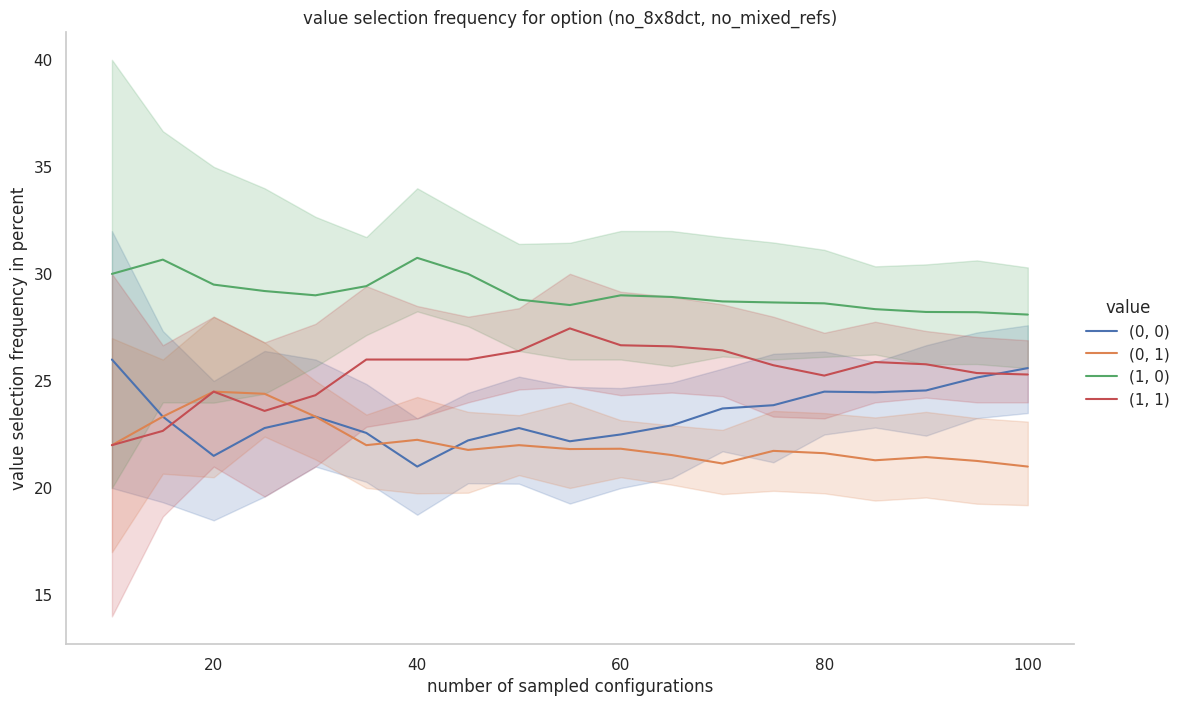 value selection frequency for option (no_8x8dct, no_mixed_refs)
value selection frequency in percent
40
35
30
25
20
15
20 40 60 80 100
number of sampled configurations
value
(0, 0)
(0, 1)
(1, 0)
(1, 1)